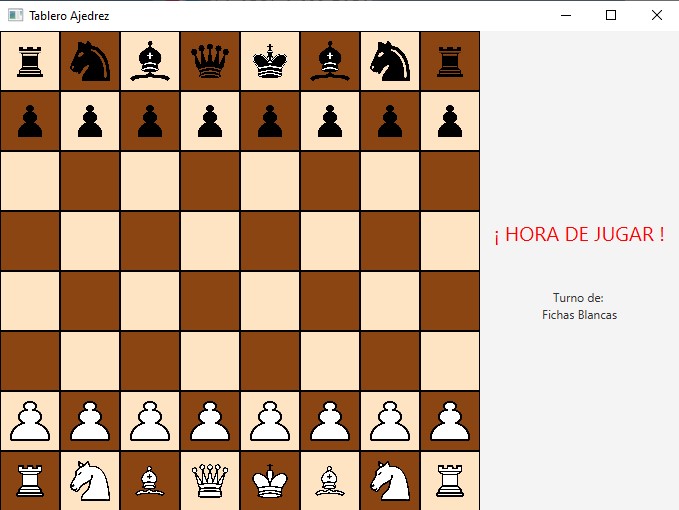 Tablero Ajedrez
¡ HORA DE JUGAR !
Turno de:
Fichas Blancas